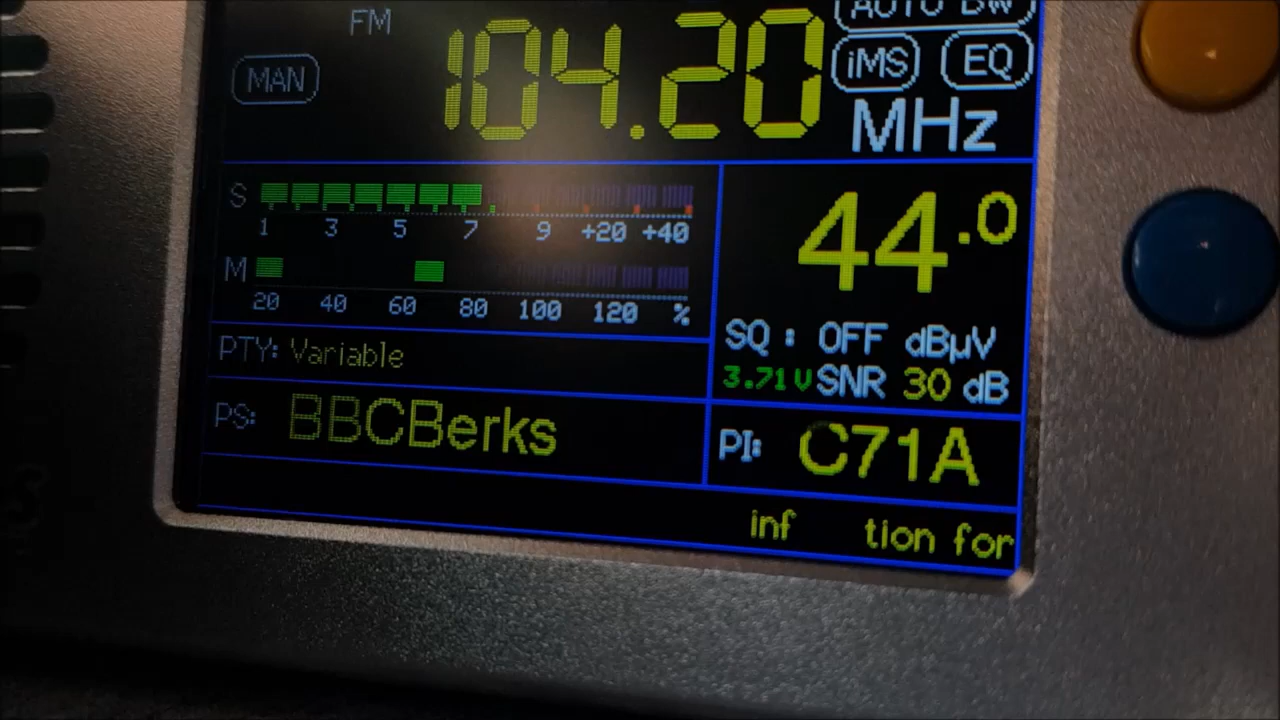 FM
AUTO BW
MAN
104.20
iMS
EQ
MHz
S
1 3 5 7 9 +20 +40
44.0
M
20 40 60 80 100 120 %
SQ : OFF dBµV
PTY: Variable
3.71V SNR 30 dB
PS: BBCBerks
PI: C71A
inf tion for